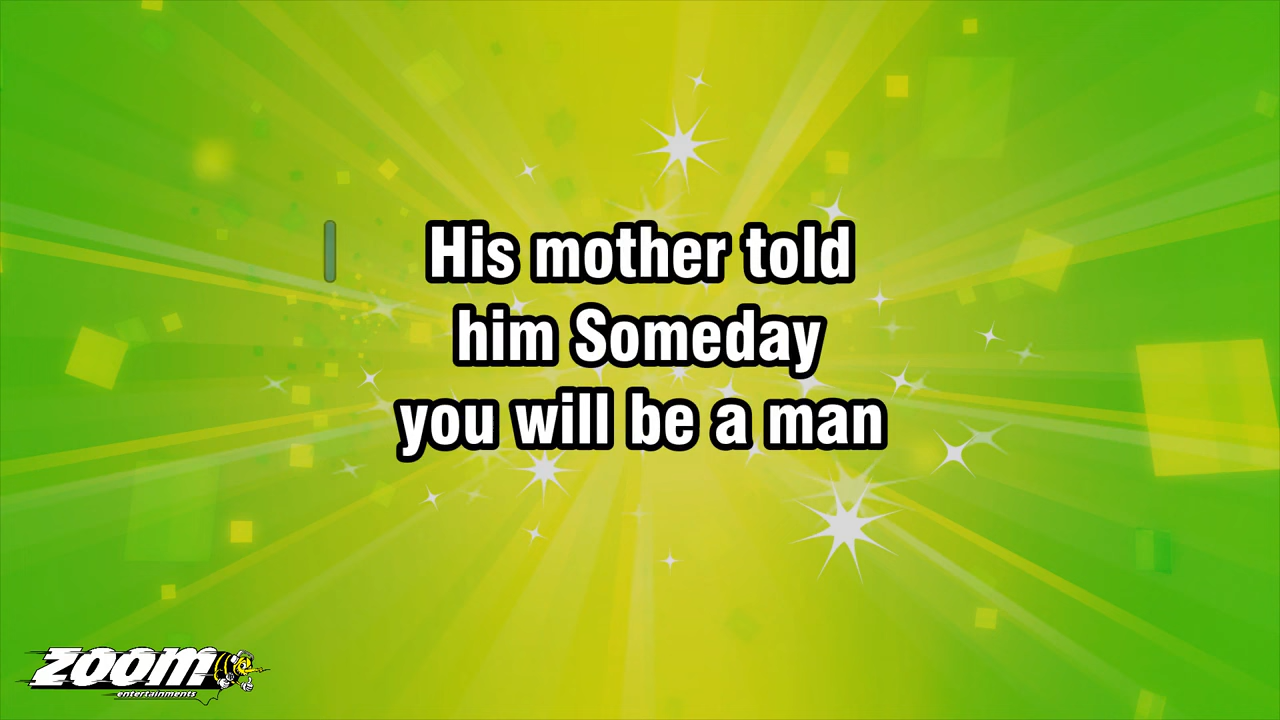 His mother told
him Someday
you will be a man
ZOOM
entertainments